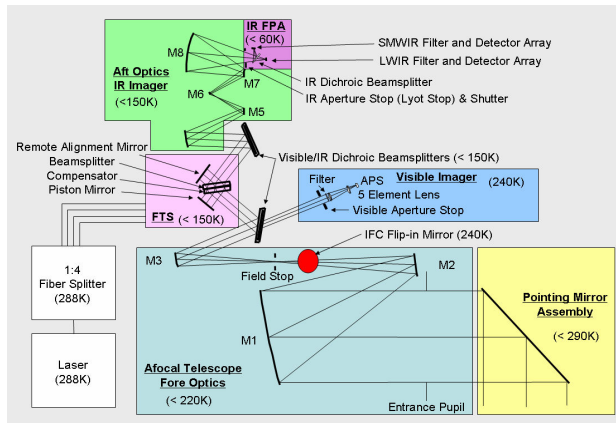 IR FPA
(< 60K)
SMWIR Filter and Detector Array
LWIR Filter and Detector Array
IR Dichroic Beamsplitter
IR Aperture Stop (Lyot Stop) & Shutter
M8
M7
Aft Optics
IR Imager
(<150K)
M6
M5
Remote Alignment Mirror
Beamsplitter
Compensator
Piston Mirror
FTS
(< 150K)
Visible/IR Dichroic Beamsplitters (< 150K)
Filter
APS
Visible Imager
(240K)
5 Element Lens
Visible Aperture Stop
IFC Flip-in Mirror (240K)
M3
Field Stop
M2
1:4
Fiber Splitter
(288K)
Laser
(288K)
M1
Afocal Telescope
Fore Optics
(< 220K)
Entrance Pupil
Pointing Mirror
Assembly
(< 290K)